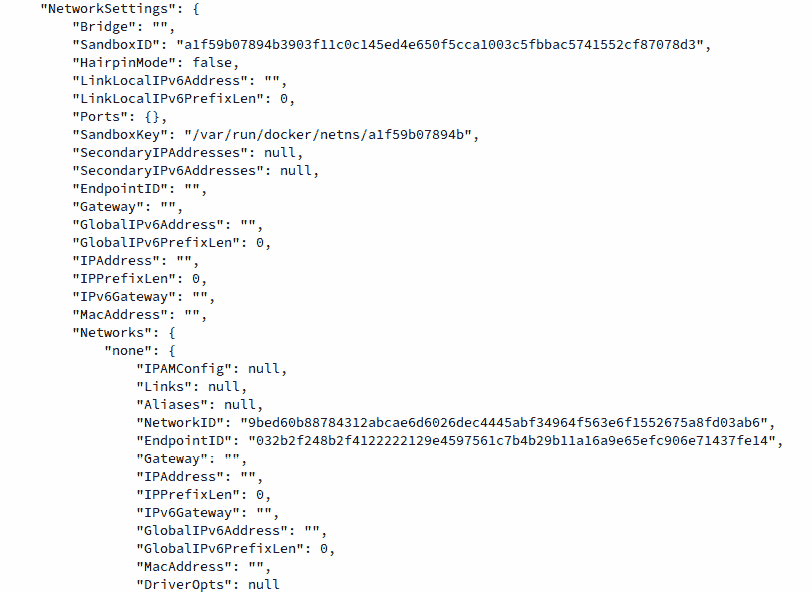 "NetworkSettings": {
"Bridge": "",
"SandboxID": "a1f59b07894b3903f11c0c145ed4e650f5cca1003c5fbbac5741552cf87078d3",
"HairpinMode": false,
"LinkLocalIPv6Address": "",
"LinkLocalIPv6PrefixLen": 0,
"Ports": {},
"SandboxKey": "/var/run/docker/netns/a1f59b07894b",
"SecondaryIPAddresses": null,
"SecondaryIPv6Addresses": null,
"EndpointID": "",
"Gateway": "",
"GlobalIPv6Address": "",
"GlobalIPv6PrefixLen": 0,
"IPAddress": "",
"IPPrefixLen": 0,
"IPv6Gateway": "",
"MacAddress": "",
"Networks": {
"none": {
"IPAMConfig": null,
"Links": null,
"Aliases": null,
"NetworkID": "9bed60b88784312abcae6d6026dec4445abf34964f563e6f1552675a8fd03ab6",
"EndpointID": "032b2f248b2f4122222129e4597561c7b4b29b11a16a9e65efc906e71437fe14",
"Gateway": "",
"IPAddress": "",
"IPPrefixLen": 0,
"IPv6Gateway": "",
"GlobalIPv6Address": "",
"GlobalIPv6PrefixLen": 0,
"MacAddress": "",
"DriverOpts": null